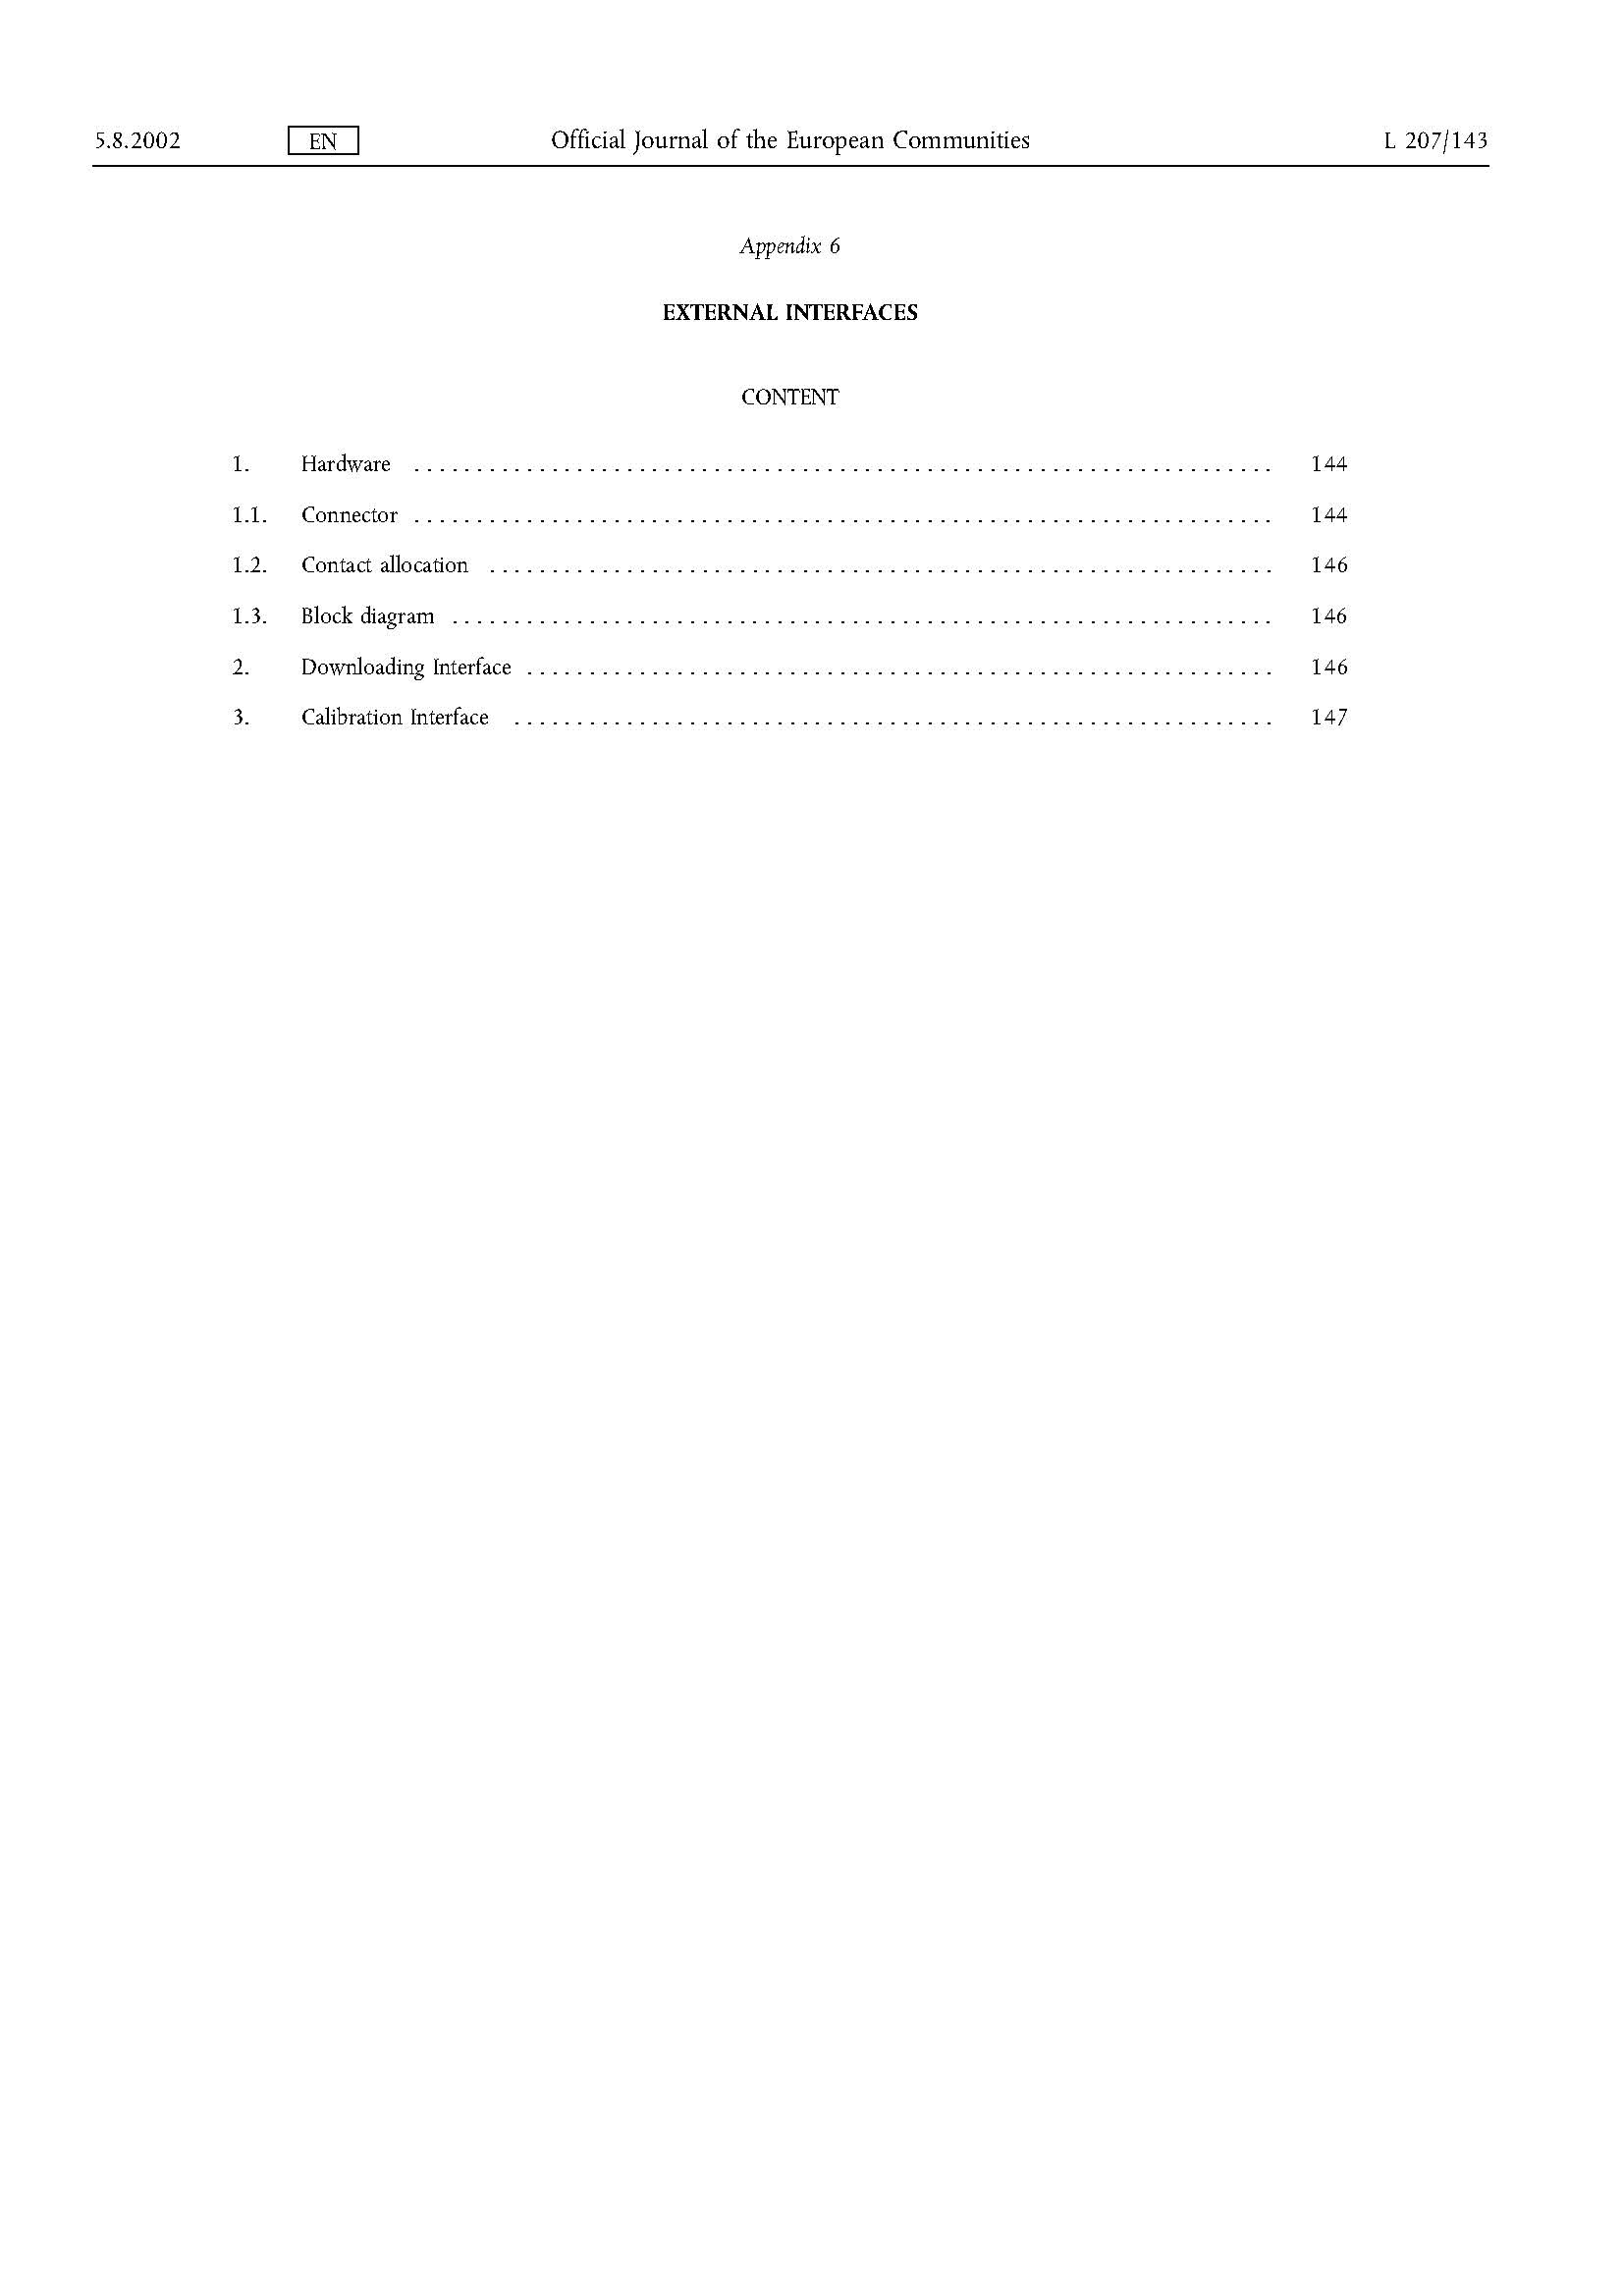 5.8.2002 EN Official Journal of the European Communities L 207/143
Appendix 6
EXTERNAL INTERFACES
CONTENT
1. Hardware . . . . . . . . . . . . . . . . . . . . . . . . . . . . . . . . . . . . . . . . . . . . . . . . . . . . . . . . . . . . . . . . . . . . . 144
1.1. Connector . . . . . . . . . . . . . . . . . . . . . . . . . . . . . . . . . . . . . . . . . . . . . . . . . . . . . . . . . . . . . . . . . . . . . 144
1.2. Contact allocation . . . . . . . . . . . . . . . . . . . . . . . . . . . . . . . . . . . . . . . . . . . . . . . . . . . . . . . . . . . . . . . 146
1.3. Block diagram . . . . . . . . . . . . . . . . . . . . . . . . . . . . . . . . . . . . . . . . . . . . . . . . . . . . . . . . . . . . . . . . . . 146
2. Downloading Interface . . . . . . . . . . . . . . . . . . . . . . . . . . . . . . . . . . . . . . . . . . . . . . . . . . . . . . . . . . . . 146
3. Calibration Interface . . . . . . . . . . . . . . . . . . . . . . . . . . . . . . . . . . . . . . . . . . . . . . . . . . . . . . . . . . . . . 147